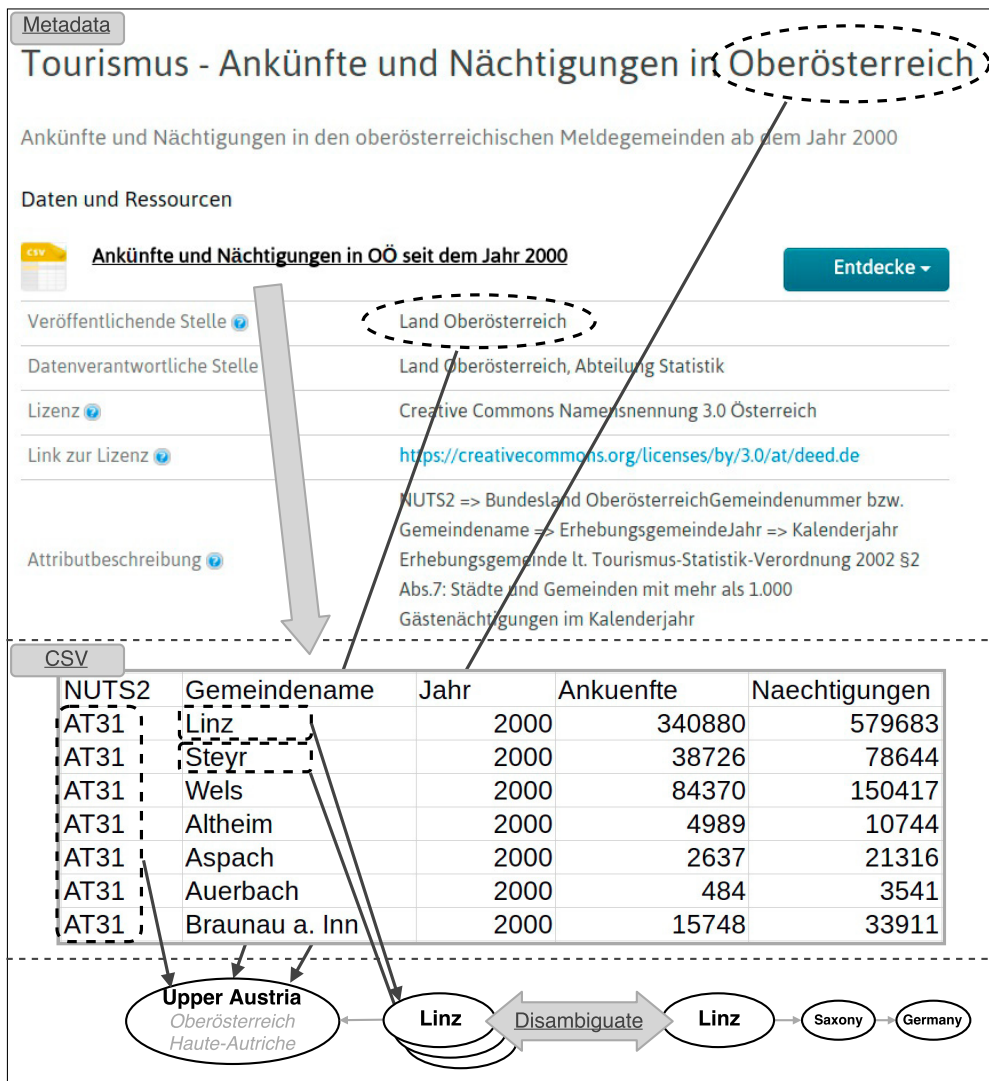 Metadata
Tourismus - Ankünfte und Nächtigungen in Oberösterreich
Ankünfte und Nächtigungen in den oberösterreichischen Meldegemeinden ab dem Jahr 2000
Daten und Ressourcen
csv
Ankünfte und Nächtigungen in OÖ seit dem Jahr 2000
Entdecke
Veröffentlichende Stelle ? Land Oberösterreich
Datenverantwortliche Stelle Land Oberösterreich, Abteilung Statistik
Lizenz ? Creative Commons Namensnennung 3.0 Österreich
Link zur Lizenz ? https://creativecommons.org/licenses/by/3.0/at/deed.de
NUTS2 => Bundesland OberösterreichGemeindenummer bzw.
Gemeindename => ErhebungsgemeindeJahr => Kalenderjahr
Attributbeschreibung ? Erhebungsgemeinde lt. Tourismus-Statistik-Verordnung 2002 §2
Abs.7: Städte und Gemeinden mit mehr als 1.000
Gästenächtigungen im Kalenderjahr
CSV
NUTS2 Gemeindename Jahr Ankuenfte Naechtigungen
AT31 Linz 2000 340880 579683
AT31 Steyr 2000 38726 78644
AT31 Wels 2000 84370 150417
AT31 Altheim 2000 4989 10744
AT31 Aspach 2000 2637 21316
AT31 Auerbach 2000 484 3541
AT31 Braunau a. Inn 2000 15748 33911
Upper Austria
Oberösterreich
Haute-Autriche
Linz
Disambiguate
Linz
Saxony
Germany